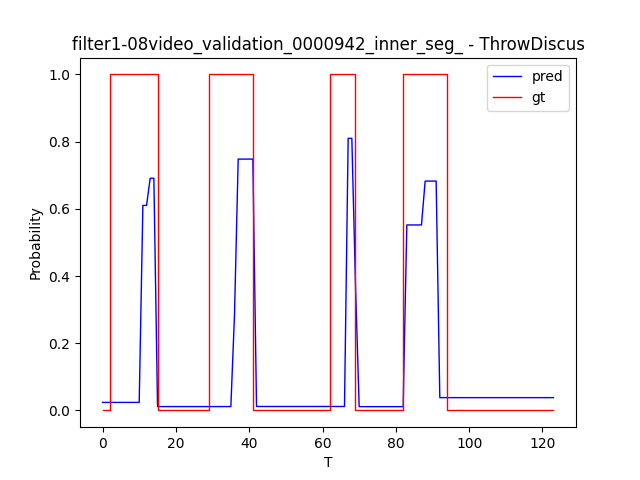 filter1-08video_validation_0000942_inner_seg_ - ThrowDiscus
pred
gt
Probability
1.0
0.8
0.6
0.4
0.2
0.0
0
20
40
60
80
100
120
T